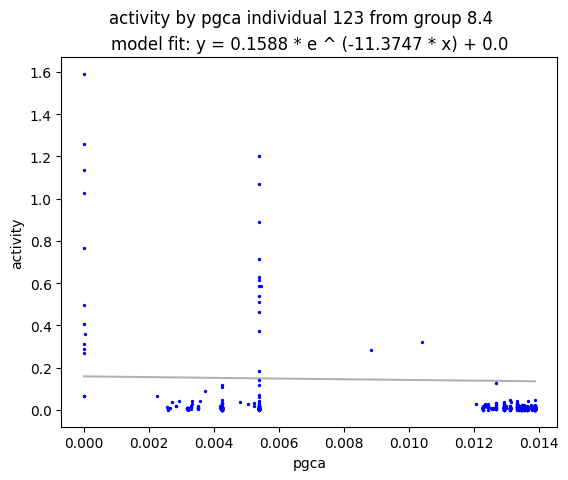 activity by pgca individual 123 from group 8.4
model fit: y = 0.1588 * e ^ (-11.3747 * x) + 0.0
1.6
1.4
1.2
1.0
0.8
0.6
0.4
0.2
0.0
activity
0.000 0.002 0.004 0.006 0.008 0.010 0.012 0.014
pgca